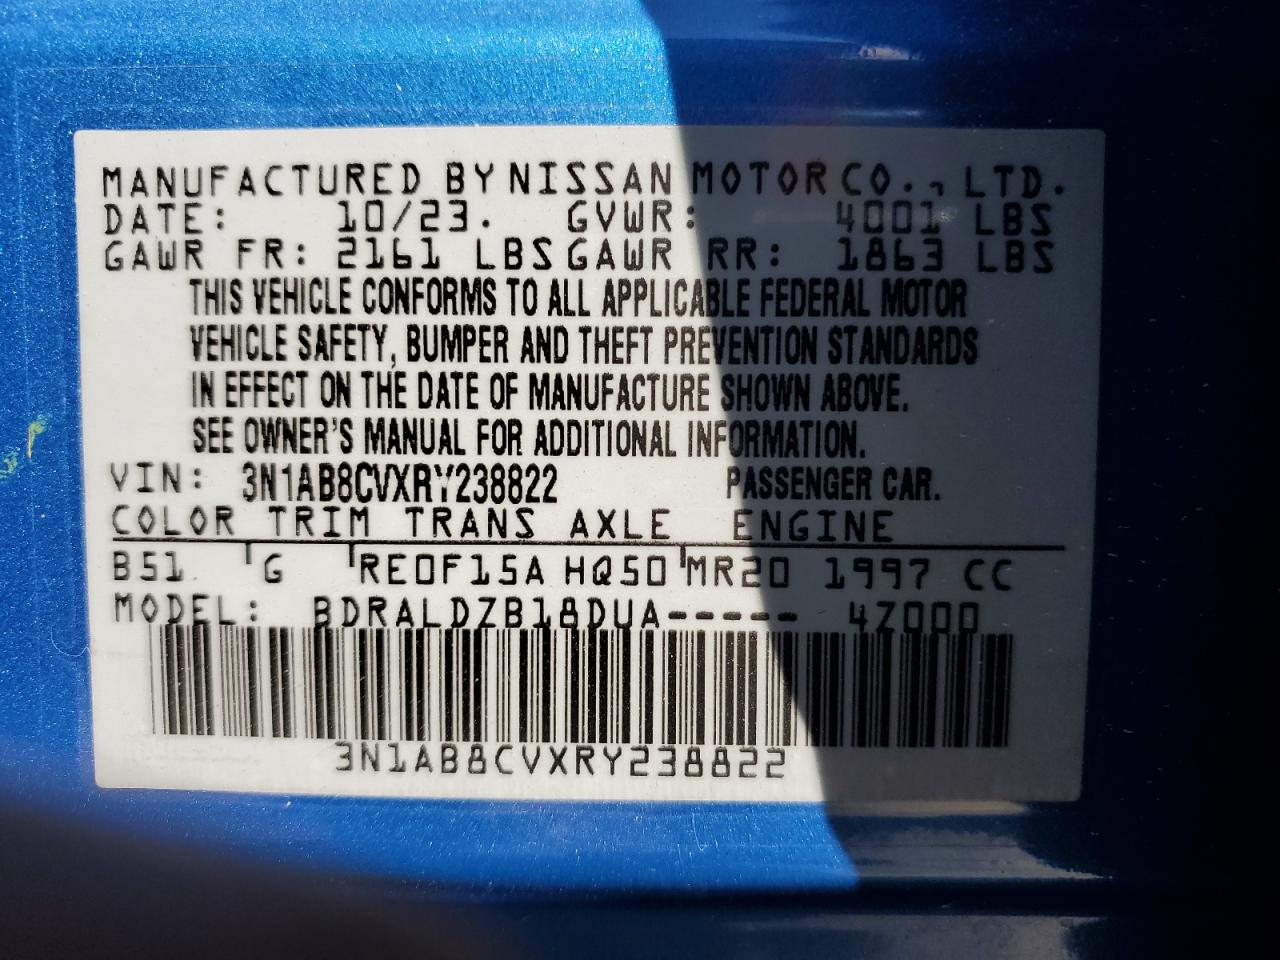 MANUFACTURED BY NISSAN MOTOR CO., LTD.
DATE: 10/23. GVWR: 4001 LBS
GAWR FR: 2161 LBS GAWR RR: 1863 LBS
THIS VEHICLE CONFORMS TO ALL APPLICABLE FEDERAL MOTOR
VEHICLE SAFETY, BUMPER AND THEFT PREVENTION STANDARDS
IN EFFECT ON THE DATE OF MANUFACTURE SHOWN ABOVE.
SEE OWNER'S MANUAL FOR ADDITIONAL INFORMATION.
VIN: 3N1AB8CVXRY238822 PASSENGER CAR.
COLOR TRIM TRANS AXLE ENGINE
B51 G RE0F15A HQ50 MR20 1997 CC
MODEL: BDRALDZB18DUA----- 4Z000
3N1AB8CVXRY238822